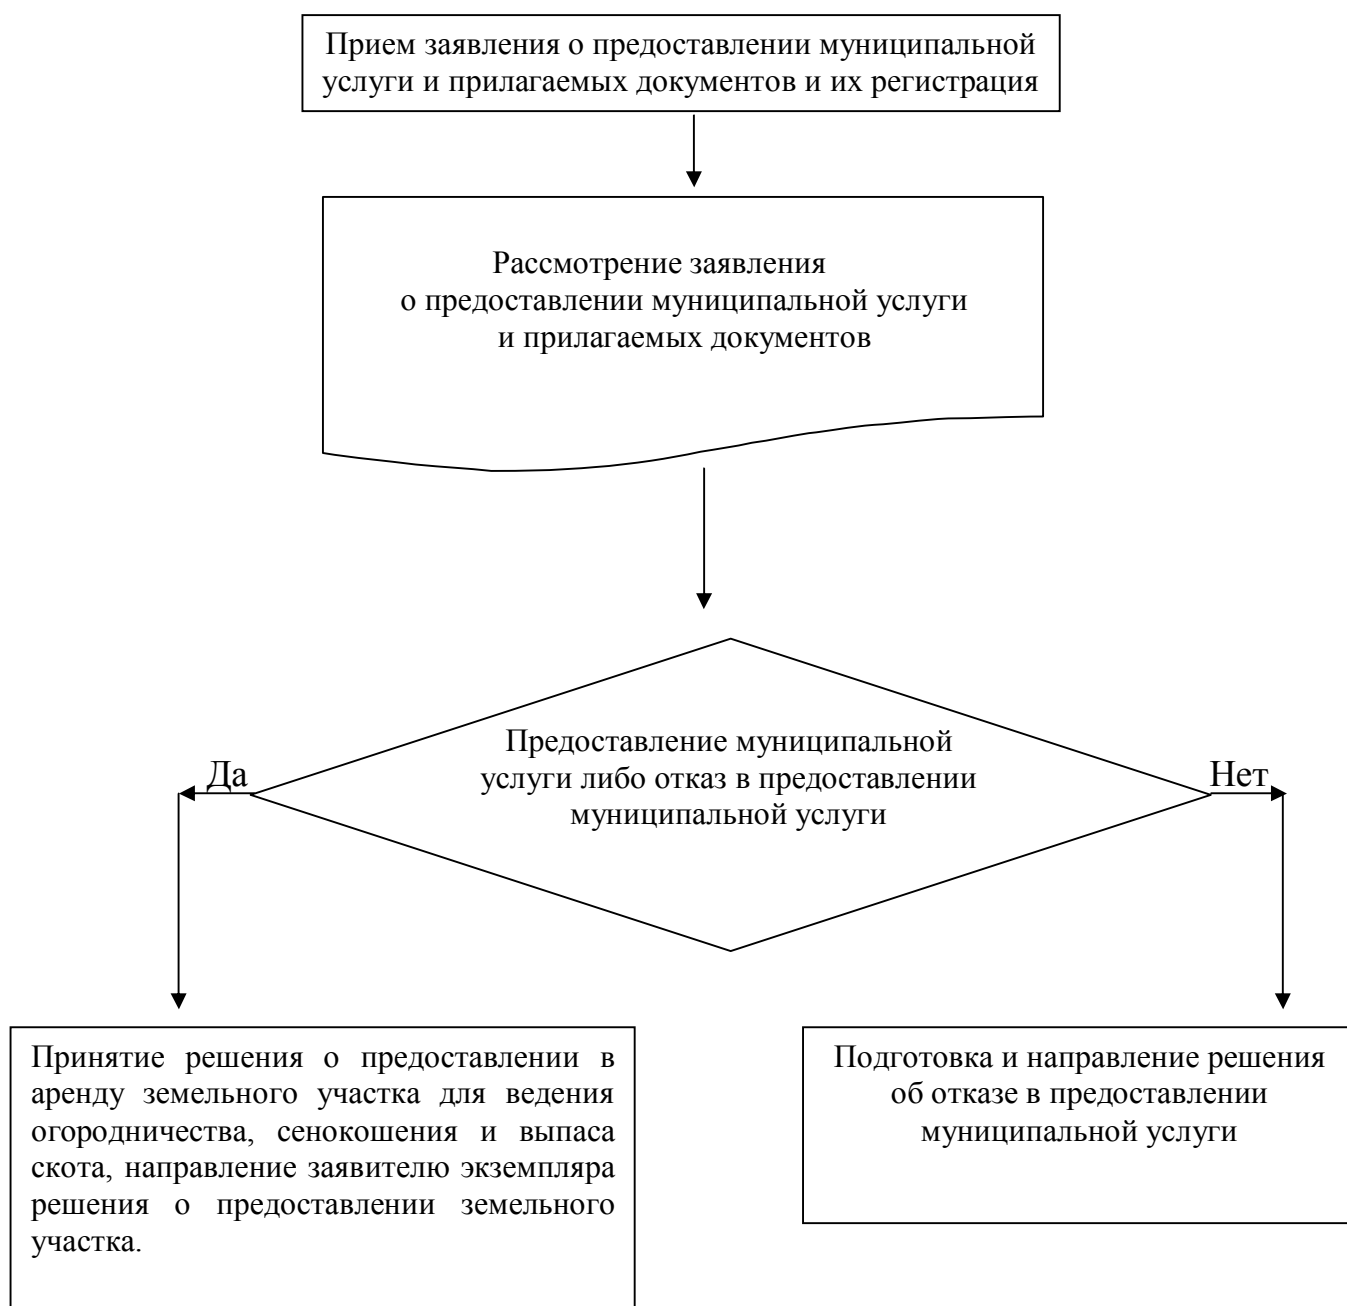 Прием заявления о предоставлении муниципальной
услуги и прилагаемых документов и их регистрация
Рассмотрение заявления
о предоставлении муниципальной услуги
и прилагаемых документов
Предоставление муниципальной
услуги либо отказ в предоставлении
муниципальной услуги
Да
Нет
Принятие решения о предоставлении в
аренду земельного участка для ведения
огородничества, сенокошения и выпаса
скота, направление заявителю экземпляра
решения о предоставлении земельного
участка.
Подготовка и направление решения
об отказе в предоставлении
муниципальной услуги